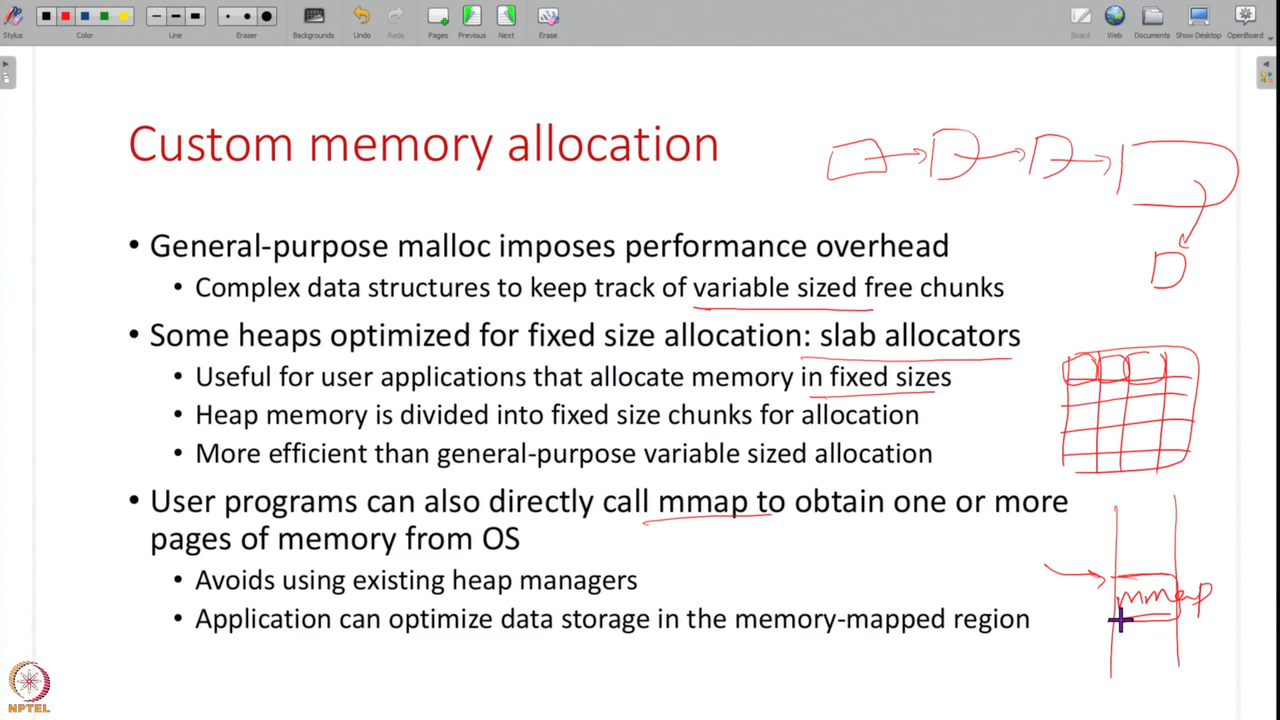 Stylus
Color
Line
Eraser
Backgrounds
Undo
Redo
Pages
Previous
Next
Erase
Board
Web
Documents
Show Desktop
OpenBoard
Custom memory allocation
• General-purpose malloc imposes performance overhead
• Complex data structures to keep track of variable sized free chunks
• Some heaps optimized for fixed size allocation: slab allocators
• Useful for user applications that allocate memory in fixed sizes
• Heap memory is divided into fixed size chunks for allocation
• More efficient than general-purpose variable sized allocation
• User programs can also directly call mmap to obtain one or more
pages of memory from OS
• Avoids using existing heap managers
• Application can optimize data storage in the memory-mapped region
mmap
NPTEL